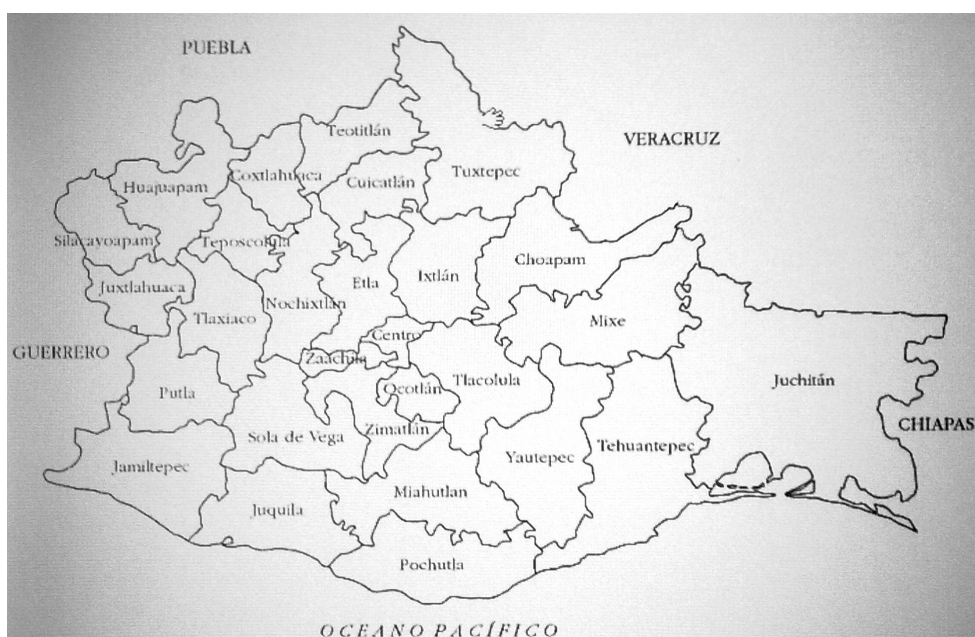 PUEBLA
VERACRUZ
Teotitlán
Coxtlahuaca
Cuicatlán
Tuxtepec
Huajuapam
Silacayoapam
Teposcolula
Choapam
Juxtlahuaca
Nochixtlán
Etla
Ixtlán
Tlaxiaco
Mixe
Centro
GUERRERO
Zaachila
Putla
Ocotlán
Tlacolula
Juchitán
CHIAPAS
Sola de Vega
Zimatlán
Tehuantepec
Jamiltepec
Yautepec
Miahutlan
Juquila
Pochutla
OCEANO PACÍFICO